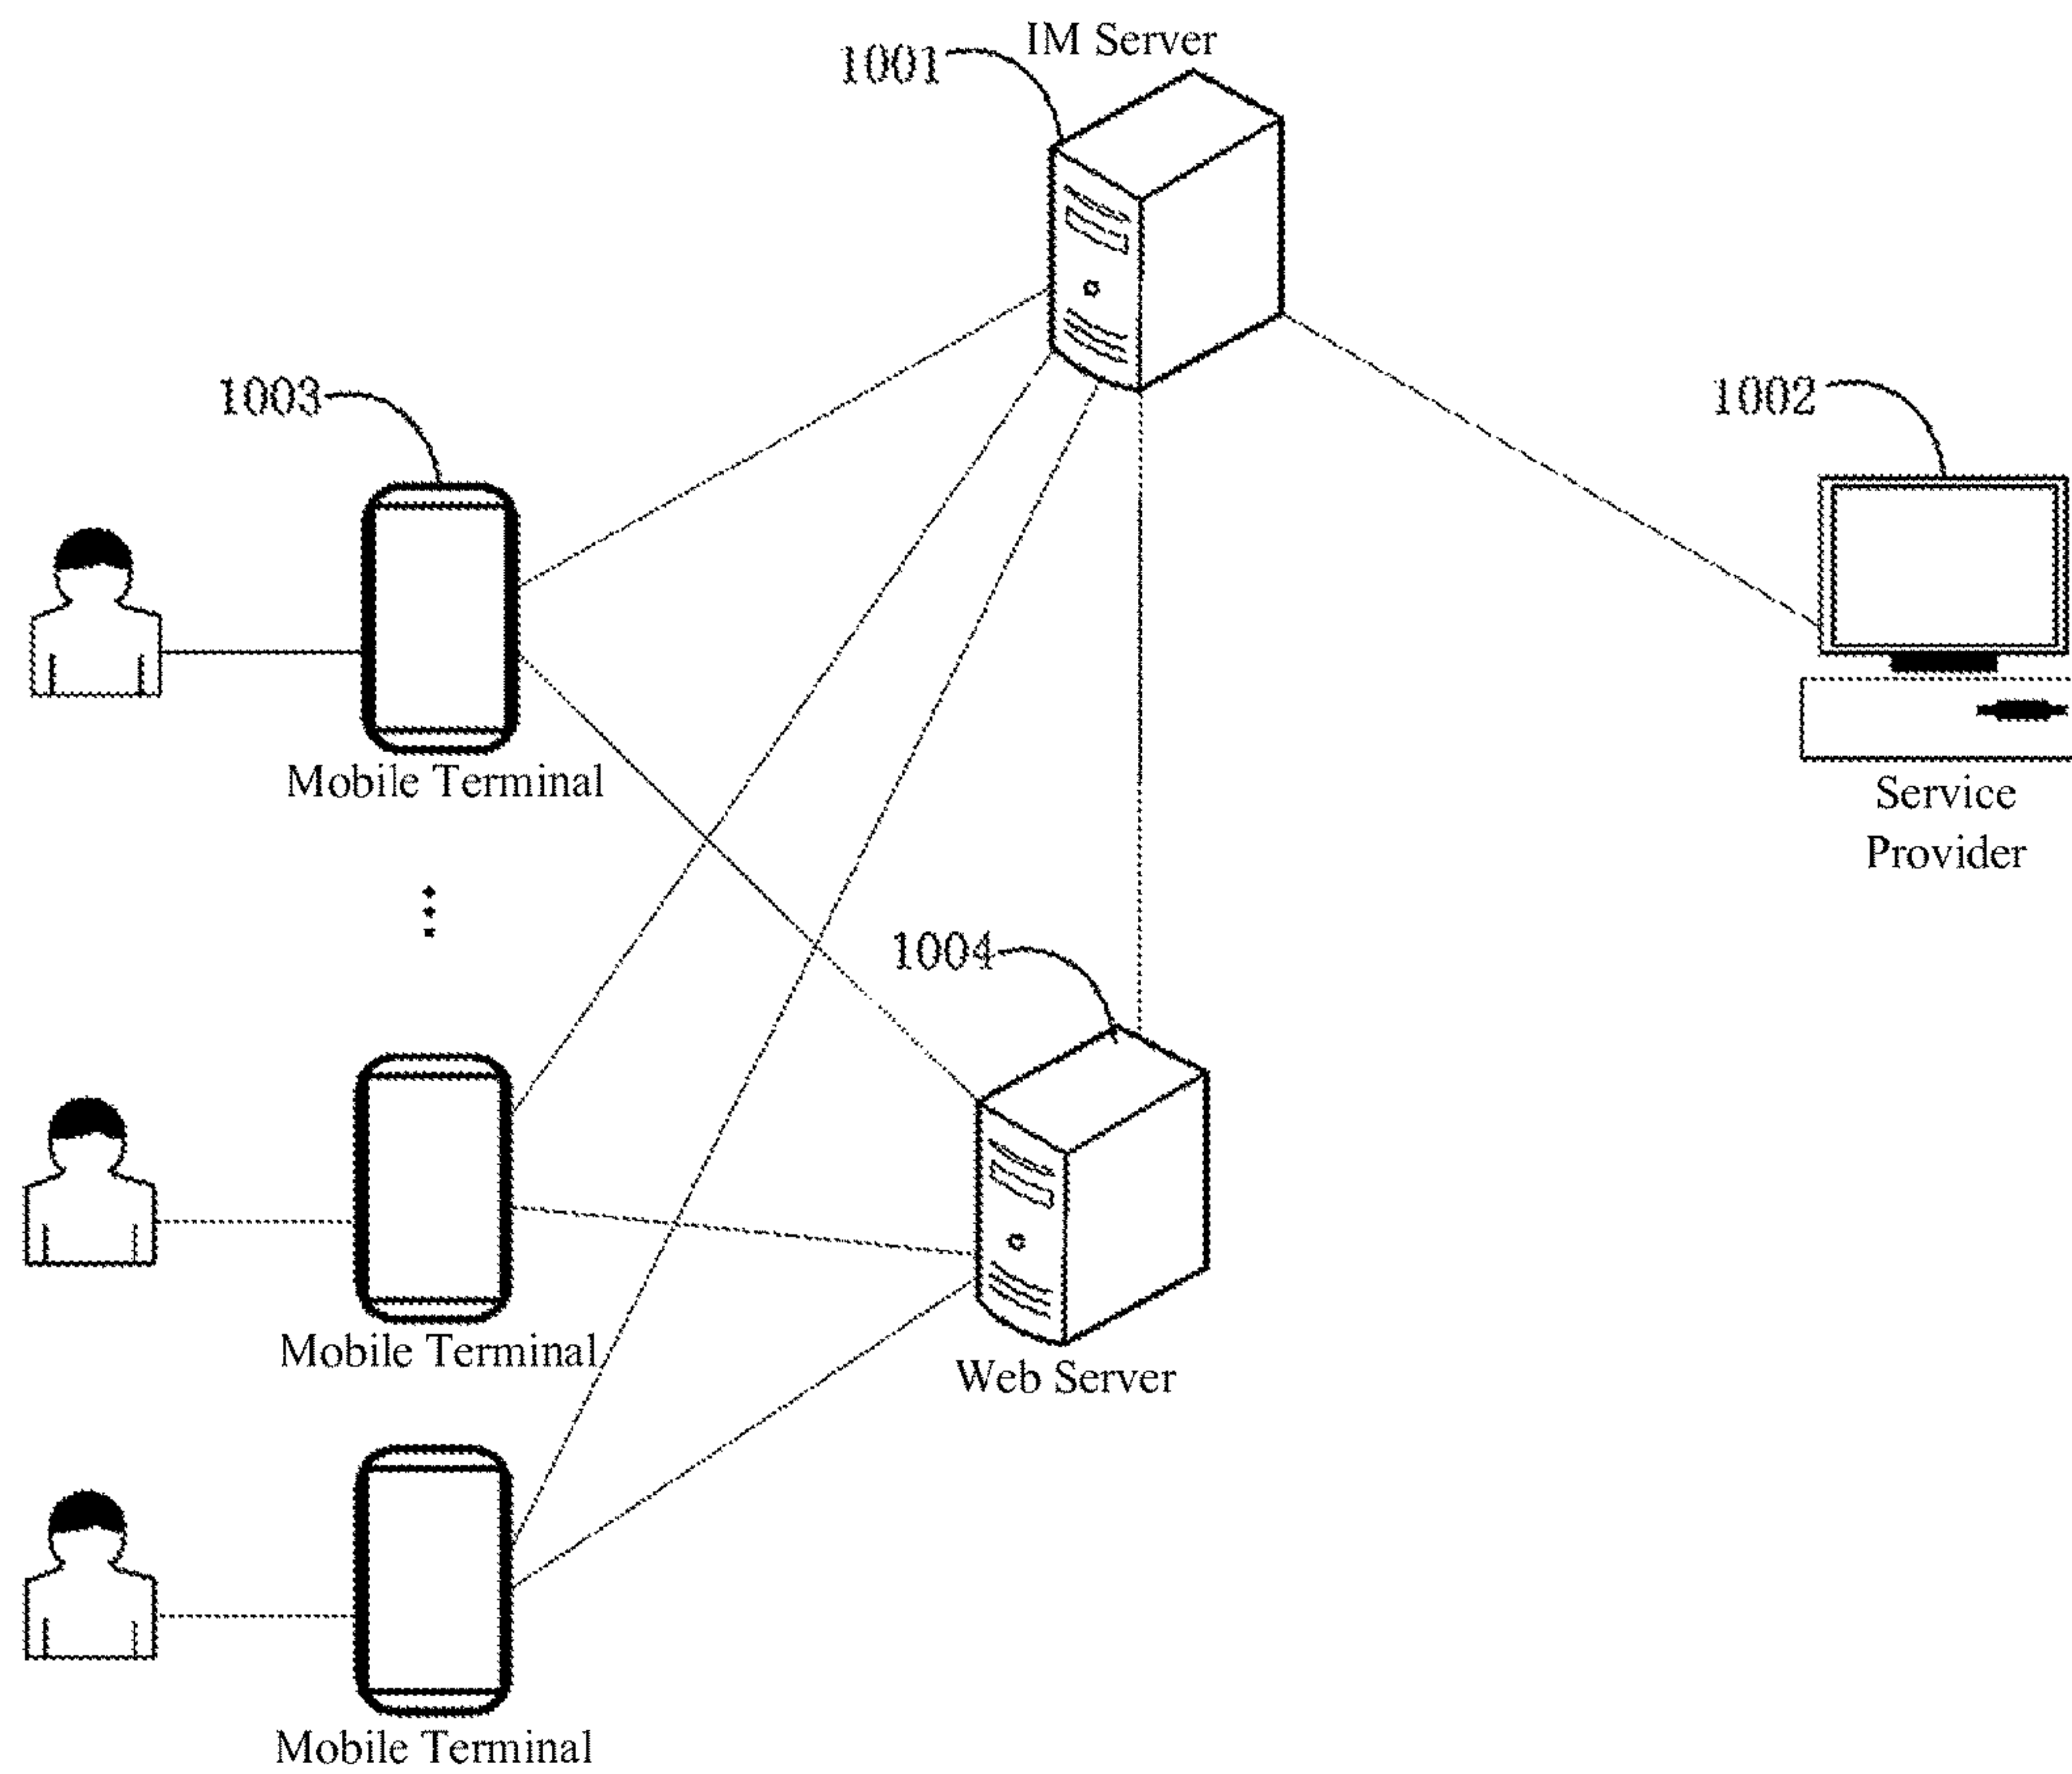 IM Server
1001
1003
1002
Mobile Terminal
Service
Provider
1004
Mobile Terminal
Web Server
Mobile Terminal